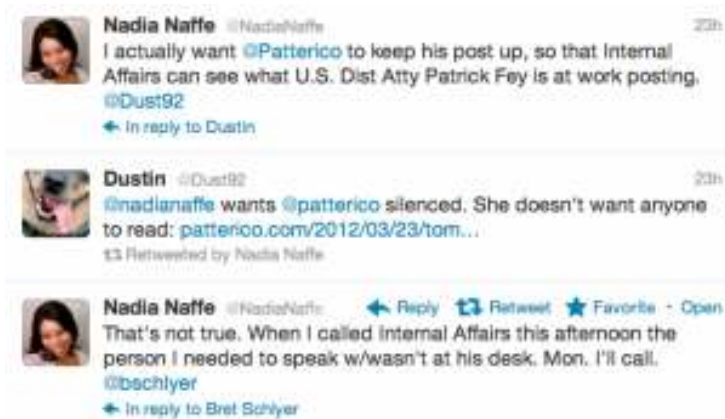 Nadia Naffe @NadiaNaffe 23h
I actually want @Patterico to keep his post up, so that Internal
Affairs can see what U.S. Dist Atty Patrick Fey is at work posting.
@Dust92
In reply to Dustin
Dustin @Dust92 23h
@nadianaffe wants @patterico silenced. She doesn't want anyone
to read: patterico.com/2012/03/23/tom...
Retweeted by Nadia Naffe
Nadia Naffe @NadiaNaffe Reply Retweet Favorite · Open
That's not true. When I called Internal Affairs this afternoon the
person I needed to speak w/wasn't at his desk. Mon. I'll call.
@bschlyer
In reply to Bret Schlyer